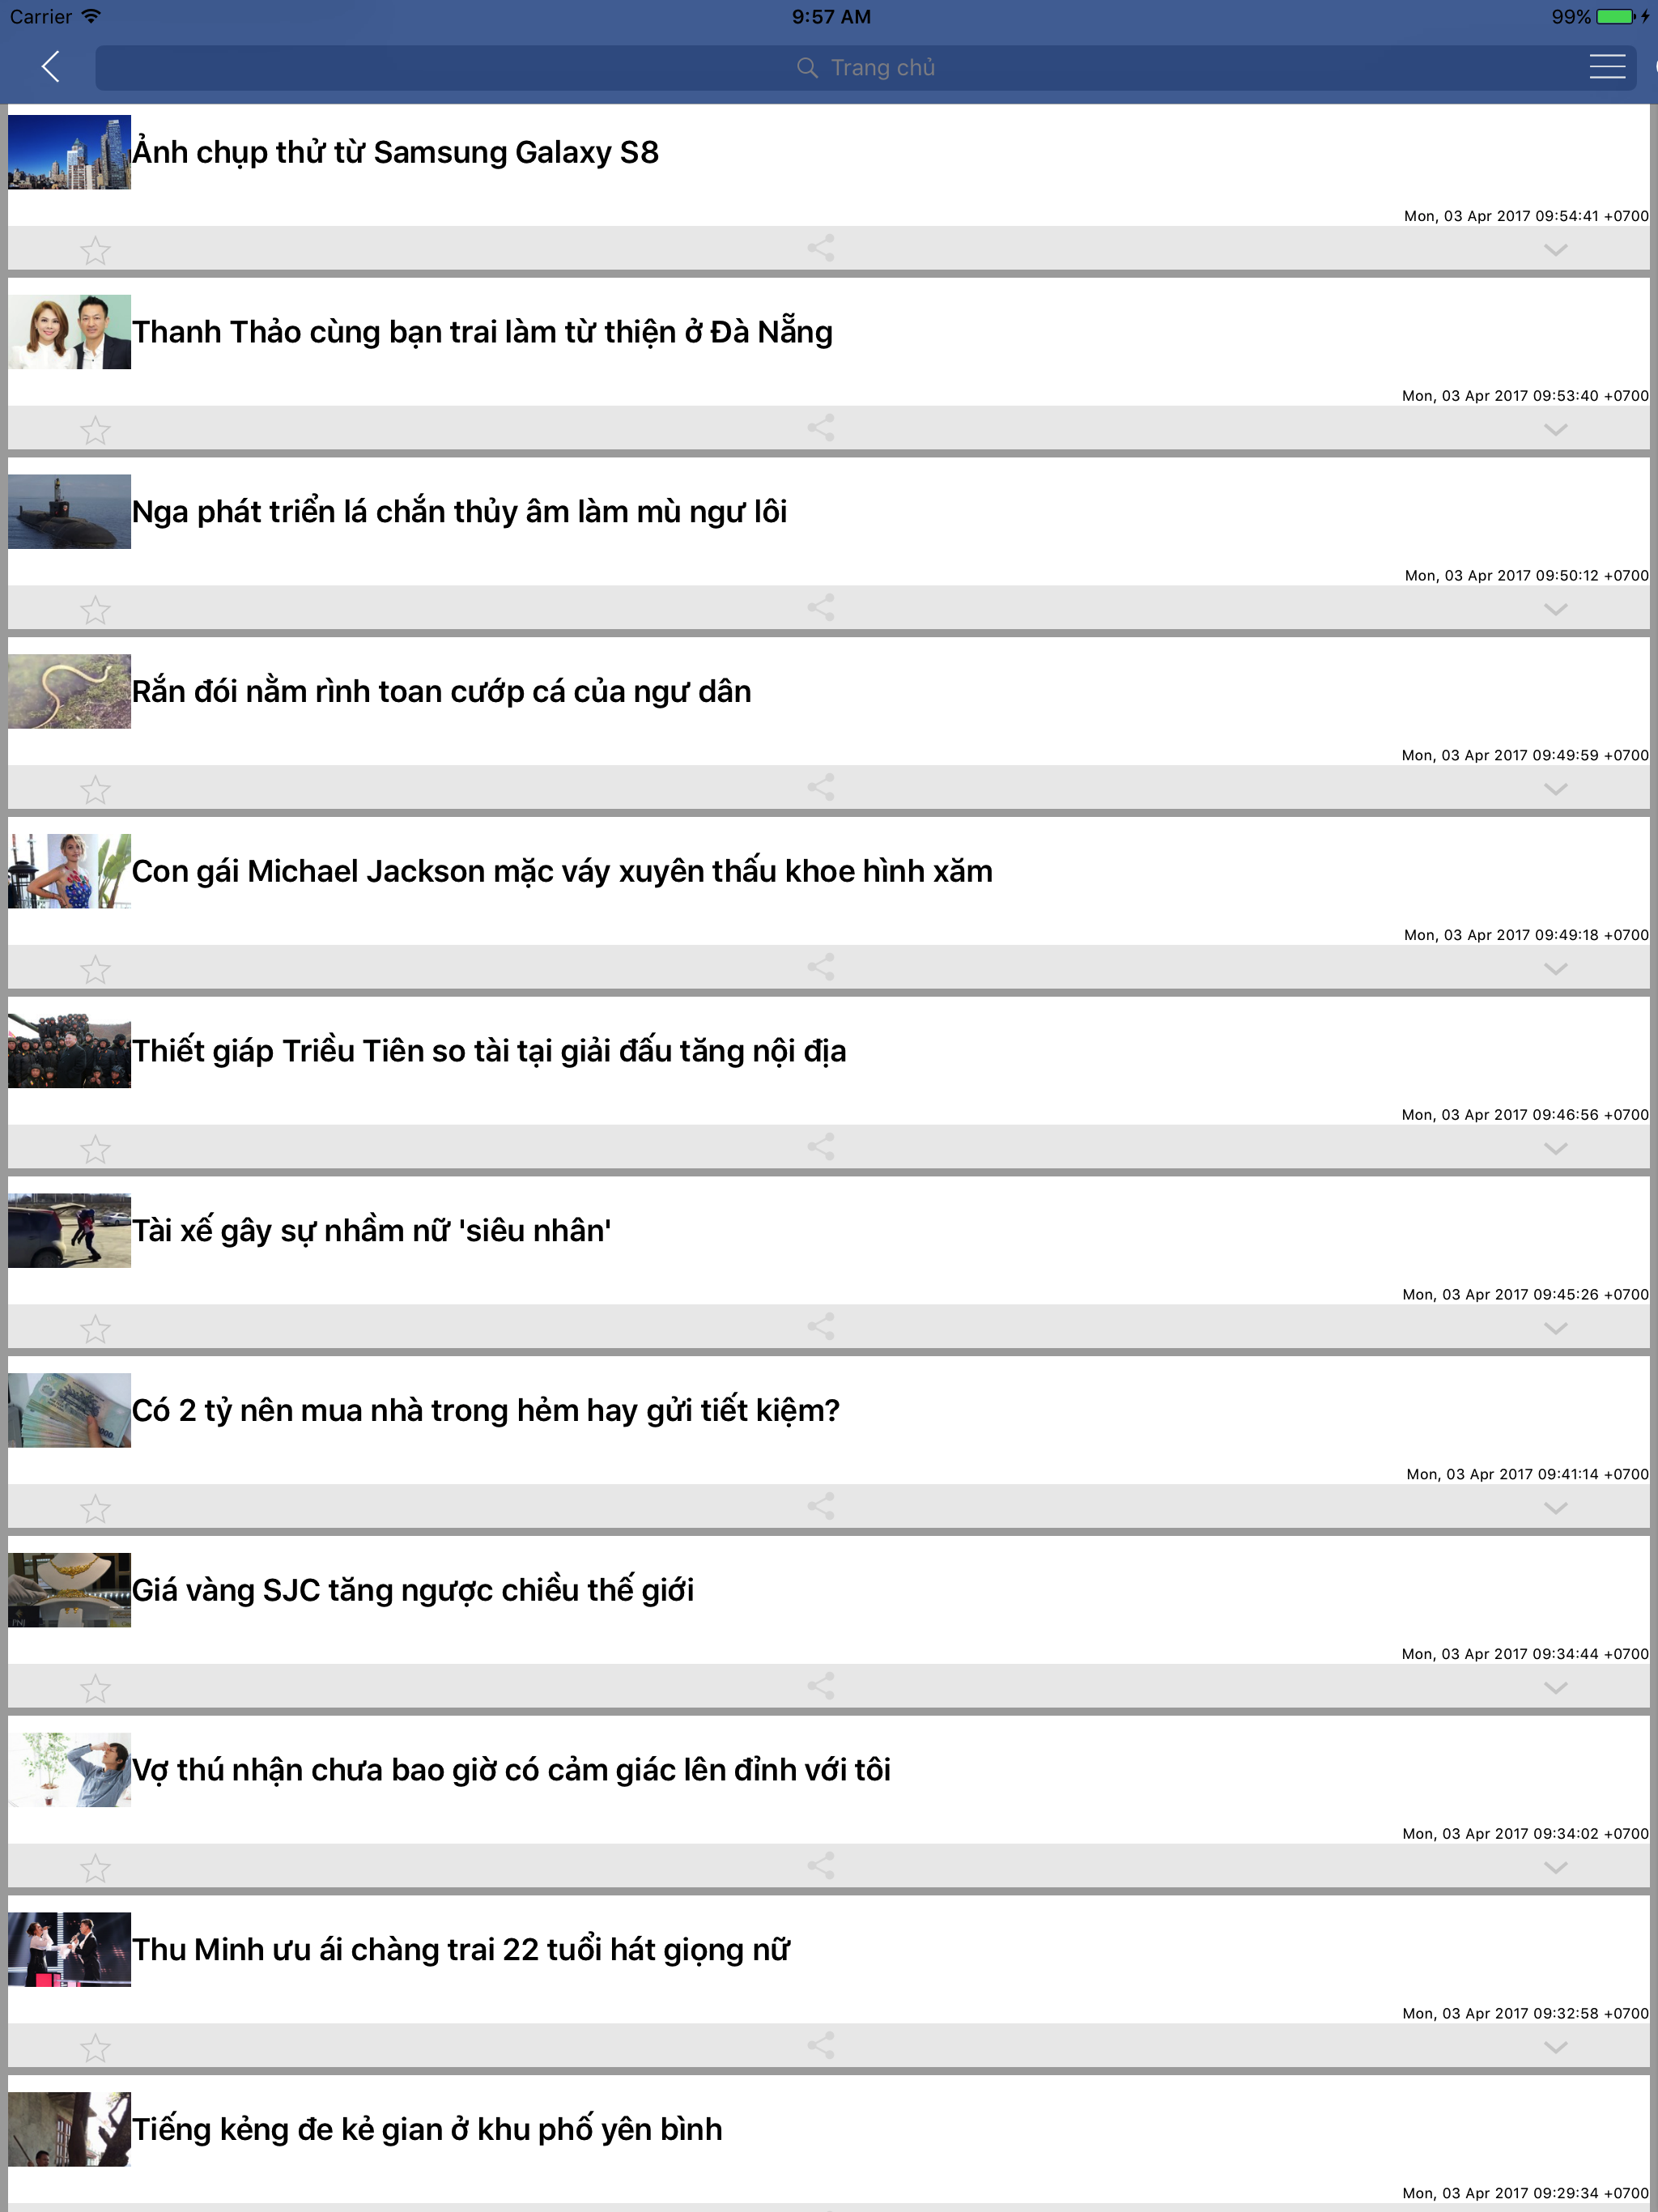 Carrier 9:57 AM 99%
Trang chủ
Ảnh chụp thử từ Samsung Galaxy S8
Mon, 03 Apr 2017 09:54:41 +0700
Thanh Thảo cùng bạn trai làm từ thiện ở Đà Nẵng
Mon, 03 Apr 2017 09:53:40 +0700
Nga phát triển lá chắn thủy âm làm mù ngư lôi
Mon, 03 Apr 2017 09:50:12 +0700
Rắn đói nằm rình toan cướp cá của ngư dân
Mon, 03 Apr 2017 09:49:59 +0700
Con gái Michael Jackson mặc váy xuyên thấu khoe hình xăm
Mon, 03 Apr 2017 09:49:18 +0700
Thiết giáp Triều Tiên so tài tại giải đấu tăng nội địa
Mon, 03 Apr 2017 09:46:56 +0700
Tài xế gây sự nhầm nữ 'siêu nhân'
Mon, 03 Apr 2017 09:45:26 +0700
Có 2 tỷ nên mua nhà trong hẻm hay gửi tiết kiệm?
Mon, 03 Apr 2017 09:41:14 +0700
Giá vàng SJC tăng ngược chiều thế giới
Mon, 03 Apr 2017 09:34:44 +0700
Vợ thú nhận chưa bao giờ có cảm giác lên đỉnh với tôi
Mon, 03 Apr 2017 09:34:02 +0700
Thu Minh ưu ái chàng trai 22 tuổi hát giọng nữ
Mon, 03 Apr 2017 09:32:58 +0700
Tiếng kẻng đe kẻ gian ở khu phố yên bình
Mon, 03 Apr 2017 09:29:34 +0700